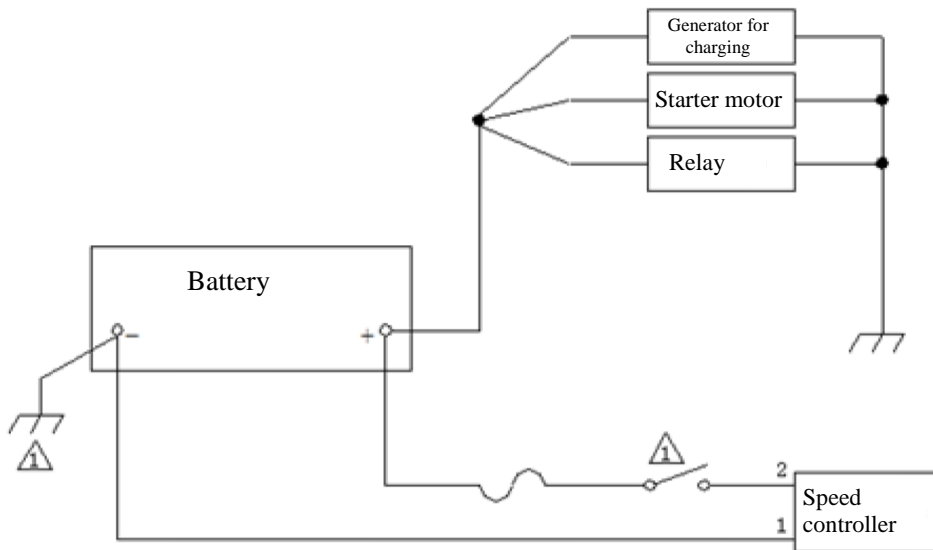 Generator for
charging
Starter motor
Relay
Battery
-
+
1
1
2
Speed
1
controller